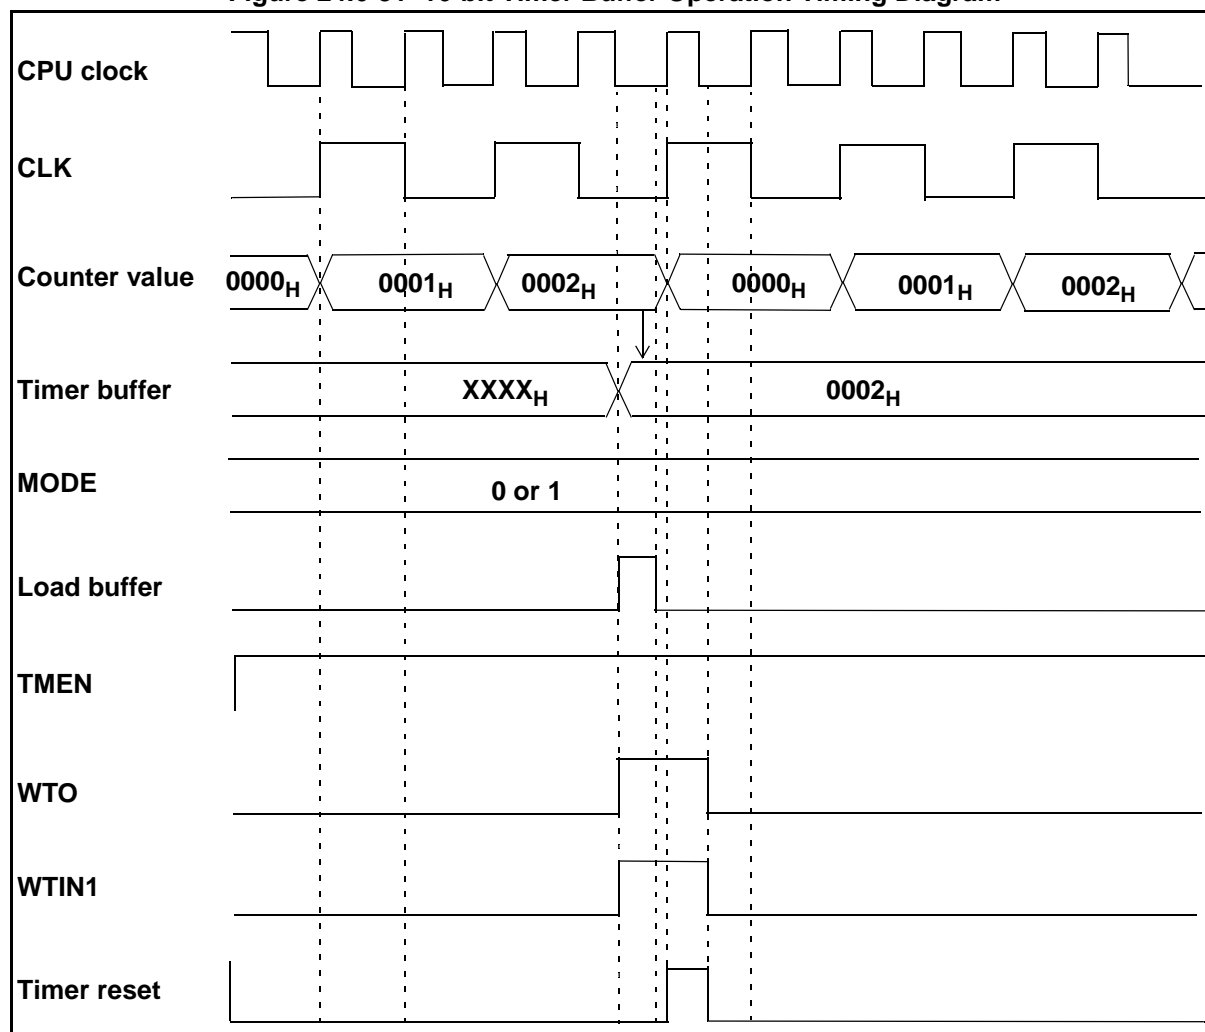 CPU clock
CLK
Counter value 0000H 0001H 0002H 0000H 0001H 0002H
Timer buffer XXXXH 0002H
MODE 0 or 1
Load buffer
TMEN
WTO
WTIN1
Timer reset